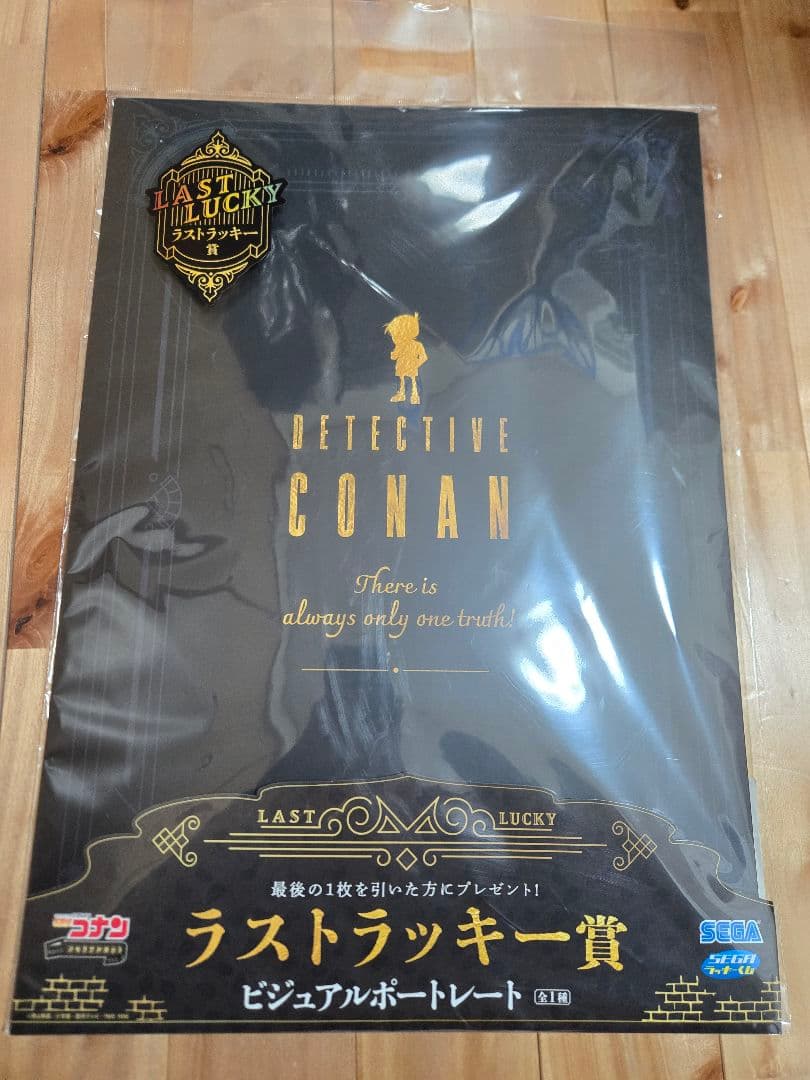 LAST
LUCKY
ラストラッキー
賞
DETECTIVE
CONAN
There is
always only one truth!
LAST LUCKY
最後の1枚を引いた方にプレゼント!
ラストラッキー賞
ビジュアルポートレート 全1種
コナン
SEGA
SEGA
ラッキーくじ